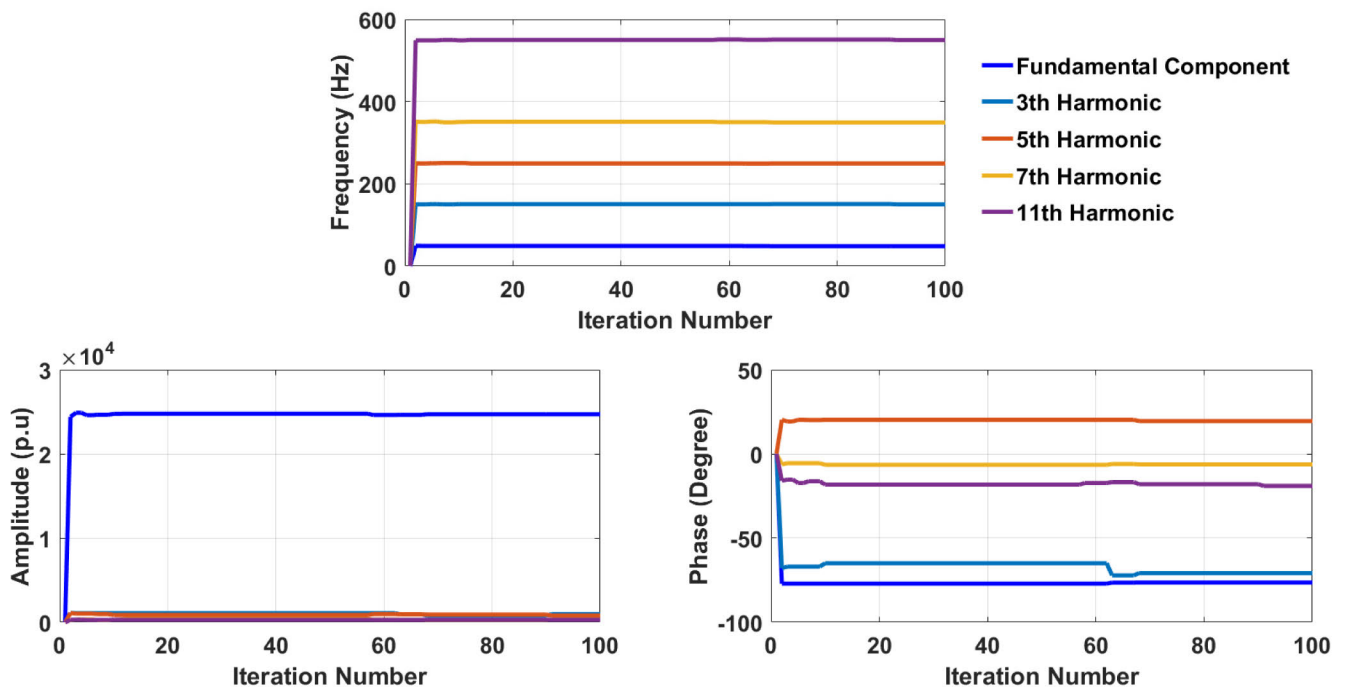 600
400
200
0
Frequency (Hz)
0 20 40 60 80 100
Iteration Number
Fundamental Component
3th Harmonic
5th Harmonic
7th Harmonic
11th Harmonic
×10⁴
3
2
1
0
Amplitude (p.u)
0 20 40 60 80 100
Iteration Number
50
0
-50
-100
Phase (Degree)
0 20 40 60 80 100
Iteration Number